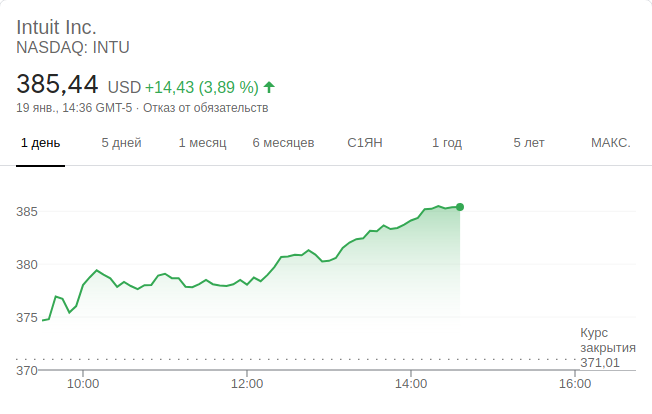 Intuit Inc.
NASDAQ: INTU
385,44 USD +14,43 (3,89 %)
19 янв., 14:36 GMT-5 · Отказ от обязательств
1 день 5 дней 1 месяц 6 месяцев С1ЯН 1 год 5 лет МАКС.
385
380
375
Курс
закрытия
371,01
370
10:00 12:00 14:00 16:00